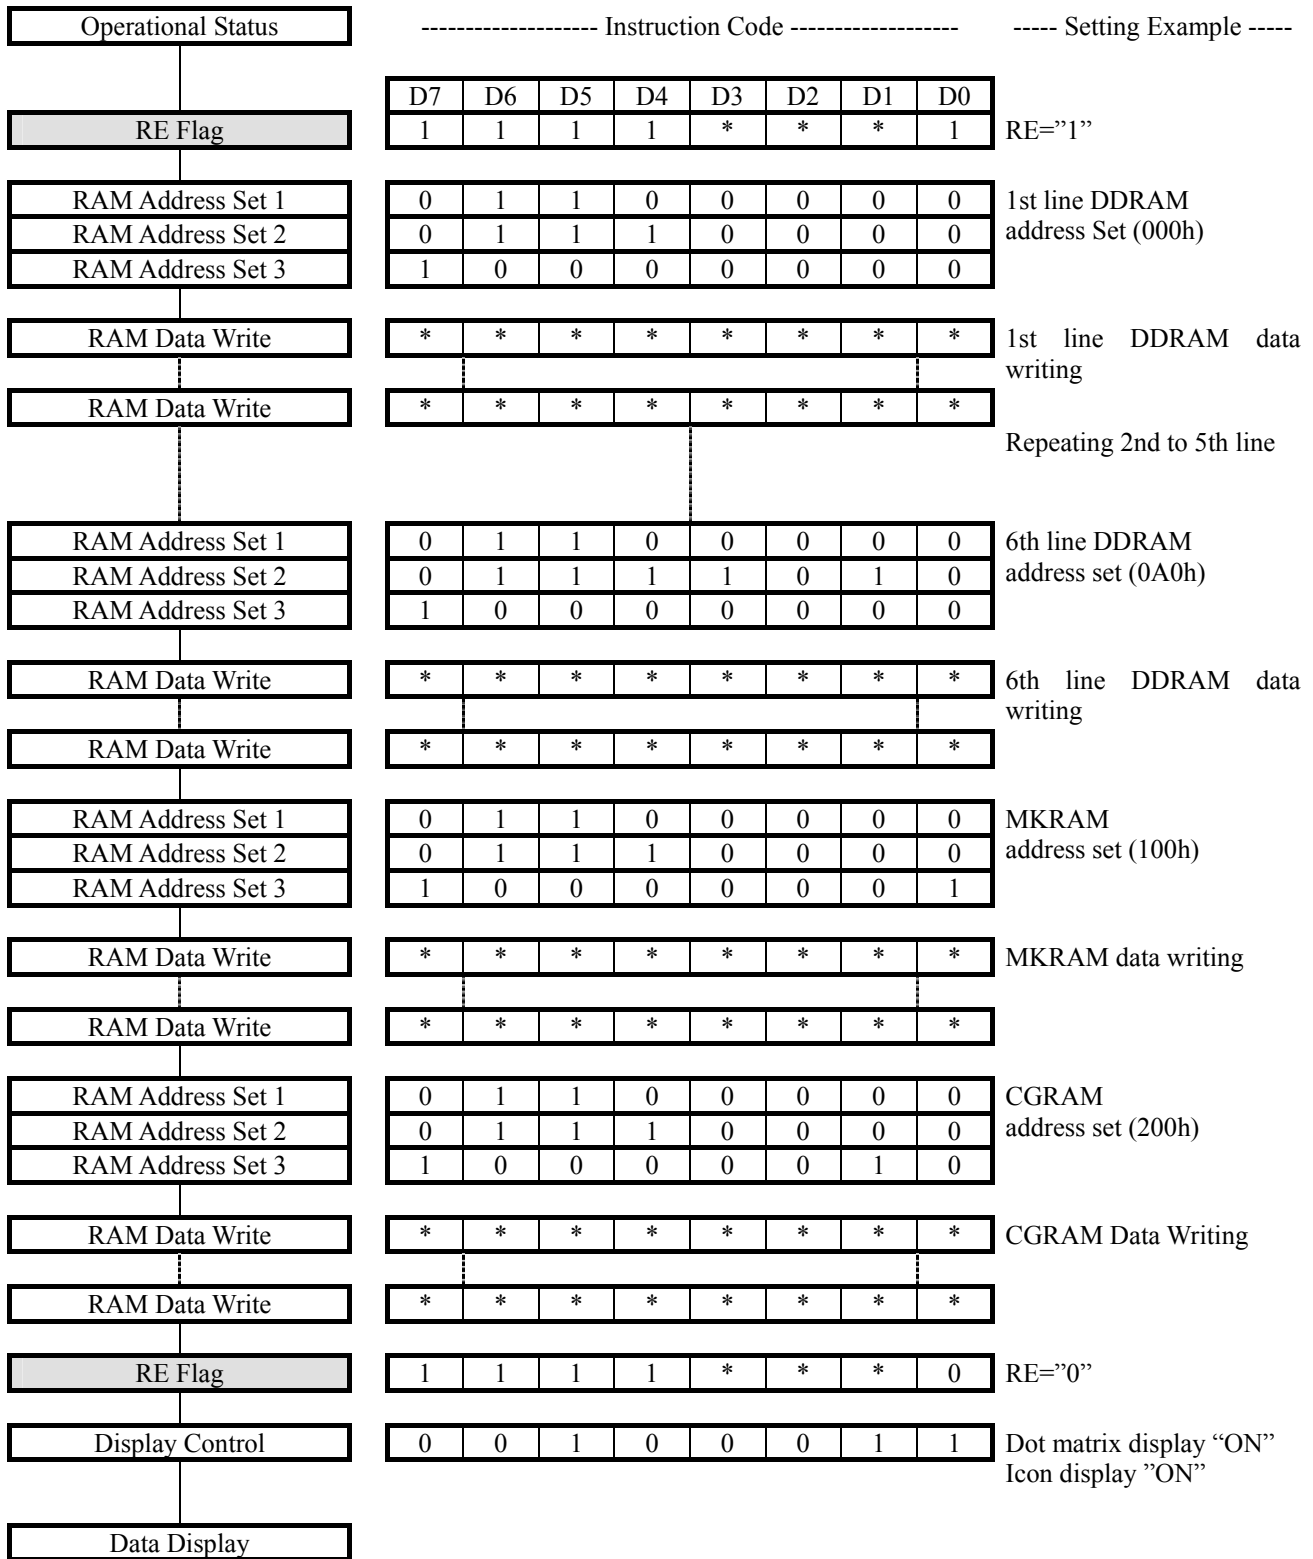 Operational Status -------------------- Instruction Code ------------------- ----- Setting Example -----
D7 D6 D5 D4 D3 D2 D1 D0
RE Flag 1 1 1 1 * * * 1 RE=”1”
RAM Address Set 1 0 1 1 0 0 0 0 0 1st line DDRAM
RAM Address Set 2 0 1 1 1 0 0 0 0 address Set (000h)
RAM Address Set 3 1 0 0 0 0 0 0 0
RAM Data Write * * * * * * * * 1st line DDRAM data
writing
RAM Data Write * * * * * * * *
Repeating 2nd to 5th line
RAM Address Set 1 0 1 1 0 0 0 0 0 6th line DDRAM
RAM Address Set 2 0 1 1 1 1 0 1 0 address set (0A0h)
RAM Address Set 3 1 0 0 0 0 0 0 0
RAM Data Write * * * * * * * * 6th line DDRAM data
writing
RAM Data Write * * * * * * * *
RAM Address Set 1 0 1 1 0 0 0 0 0 MKRAM
RAM Address Set 2 0 1 1 1 0 0 0 0 address set (100h)
RAM Address Set 3 1 0 0 0 0 0 0 1
RAM Data Write * * * * * * * * MKRAM data writing
RAM Data Write * * * * * * * *
RAM Address Set 1 0 1 1 0 0 0 0 0 CGRAM
RAM Address Set 2 0 1 1 1 0 0 0 0 address set (200h)
RAM Address Set 3 1 0 0 0 0 0 1 0
RAM Data Write * * * * * * * * CGRAM Data Writing
RAM Data Write * * * * * * * *
RE Flag 1 1 1 1 * * * 0 RE=”0”
Display Control 0 0 1 0 0 0 1 1 Dot matrix display “ON”
Icon display ”ON”
Data Display